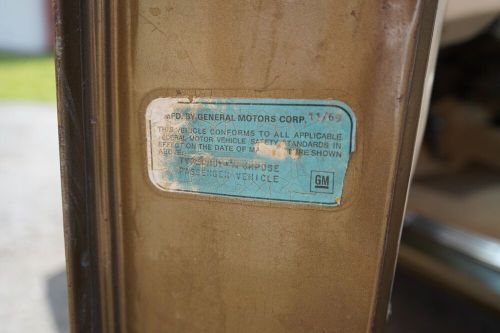 MFD. BY GENERAL MOTORS CORP. 11/69
THIS VEHICLE CONFORMS TO ALL APPLICABLE
FEDERAL MOTOR VEHICLE SAFETY STANDARDS IN
EFFECT ON THE DATE OF SHOWN
ABOVE.
PASSENGER VEHICLE
GM